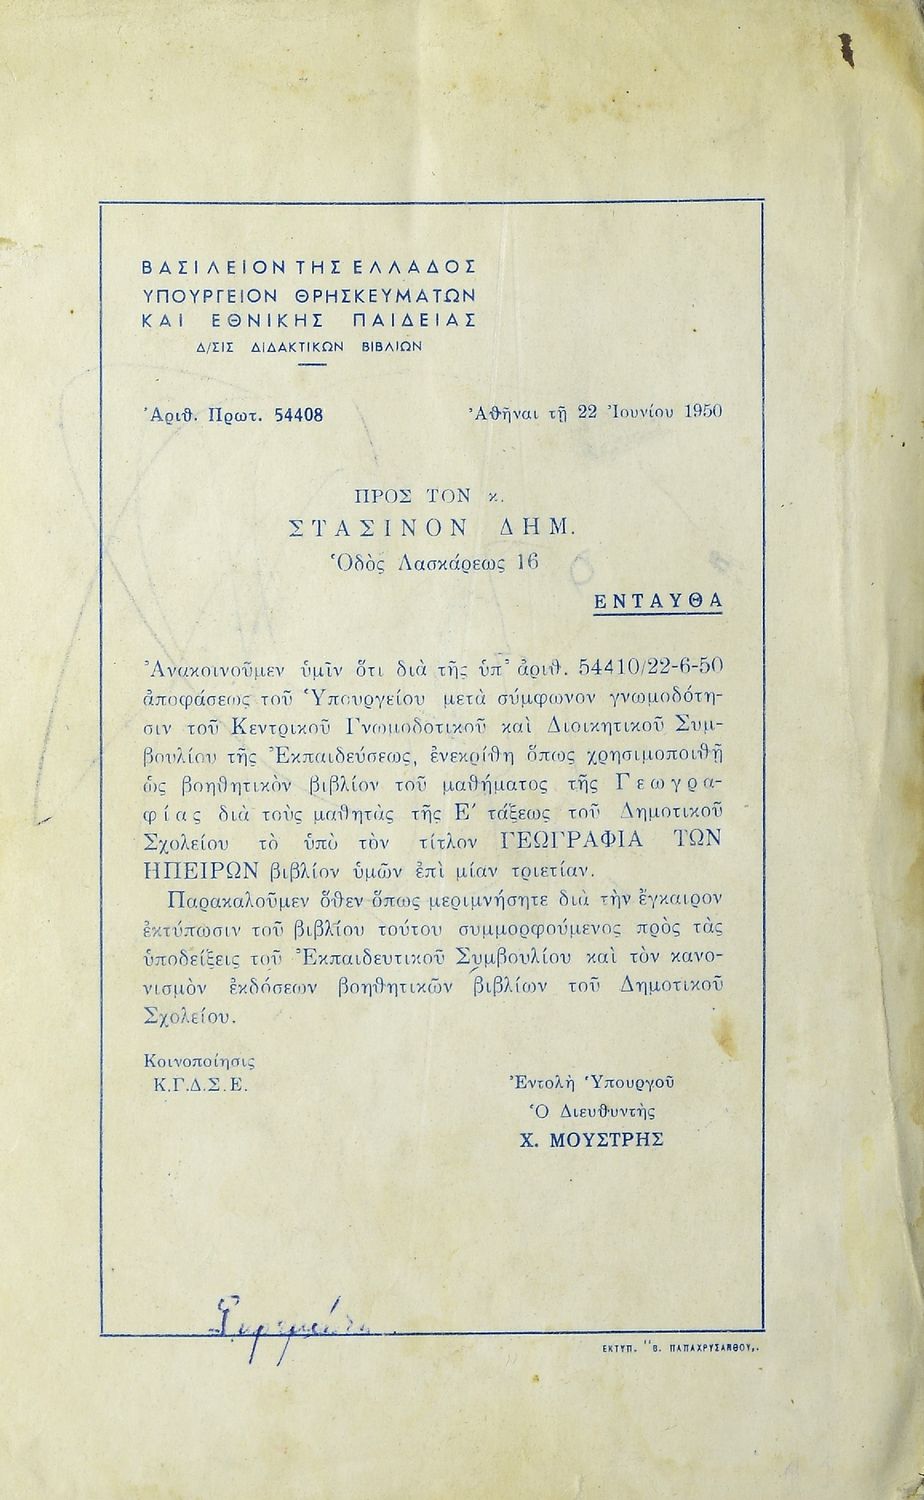 ΒΑΣΙΛΕΙΟΝ ΤΗΣ ΕΛΛΑΔΟΣ
ΥΠΟΥΡΓΕΙΟΝ ΘΡΗΣΚΕΥΜΑΤΩΝ
ΚΑΙ ΕΘΝΙΚΗΣ ΠΑΙΔΕΙΑΣ
Δ/ΣΙΣ ΔΙΔΑΚΤΙΚΩΝ ΒΙΒΛΙΩΝ
Ἀριθ. Πρωτ. 54408
Ἀθῆναι τῇ 22 Ἰουνίου 1950
ΠΡΟΣ ΤΟΝ κ.
ΣΤΑΣΙΝΟΝ ΔΗΜ.
Ὁδὸς Λασκάρεως 16
ΕΝΤΑΥΘΑ
Ἀνακοινοῦμεν ὑμῖν ὅτι διὰ τῆς ὑπ᾽ ἀριθ. 54410/22-6-50
ἀποφάσεως τοῦ Ὑπουργείου μετὰ σύμφωνον γνωμοδότη-
σιν τοῦ Κεντρικοῦ Γνωμοδοτικοῦ καὶ Διοικητικοῦ Συμ-
βουλίου τῆς Ἐκπαιδεύσεως, ἐνεκρίθη ὅπως χρησιμοποιθῇ
ὡς βοηθητικὸν βιβλίον τοῦ μαθήματος τῆς Γεωγρα-
φίας διὰ τοὺς μαθητὰς τῆς Ε΄ τάξεως τοῦ Δημοτικοῦ
Σχολείου τὸ ὑπὸ τὸν τίτλον ΓΕΩΓΡΑΦΙΑ ΤΩΝ
ΗΠΕΙΡΩΝ βιβλίον ὑμῶν ἐπὶ μίαν τριετίαν.
Παρακαλοῦμεν ὅθεν ὅπως μεριμνήσητε διὰ τὴν ἔγκαιρον
ἐκτύπωσιν τοῦ βιβλίου τούτου συμμορφούμενος πρὸς τὰς
ὑποδείξεις τοῦ Ἐκπαιδευτικοῦ Συμβουλίου καὶ τὸν κανο-
νισμὸν ἐκδόσεων βοηθητικῶν βιβλίων τοῦ Δημοτικοῦ
Σχολείου.
Κοινοποίησις
Κ.Γ.Δ.Σ.Ε.
Ἐντολὴ Ὑπουργοῦ
Ὁ Διευθυντὴς
Χ. ΜΟΥΣΤΡΗΣ
ΕΚΤΥΠ. "Β. ΠΑΠΑΧΡΥΣΑΝΘΟΥ,,